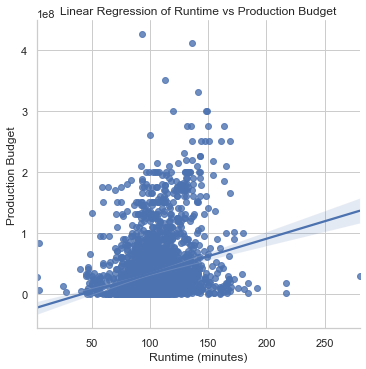 Linear Regression of Runtime vs Production Budget
1e8
4
3
2
1
0
Production Budget
50 100 150 200 250
Runtime (minutes)